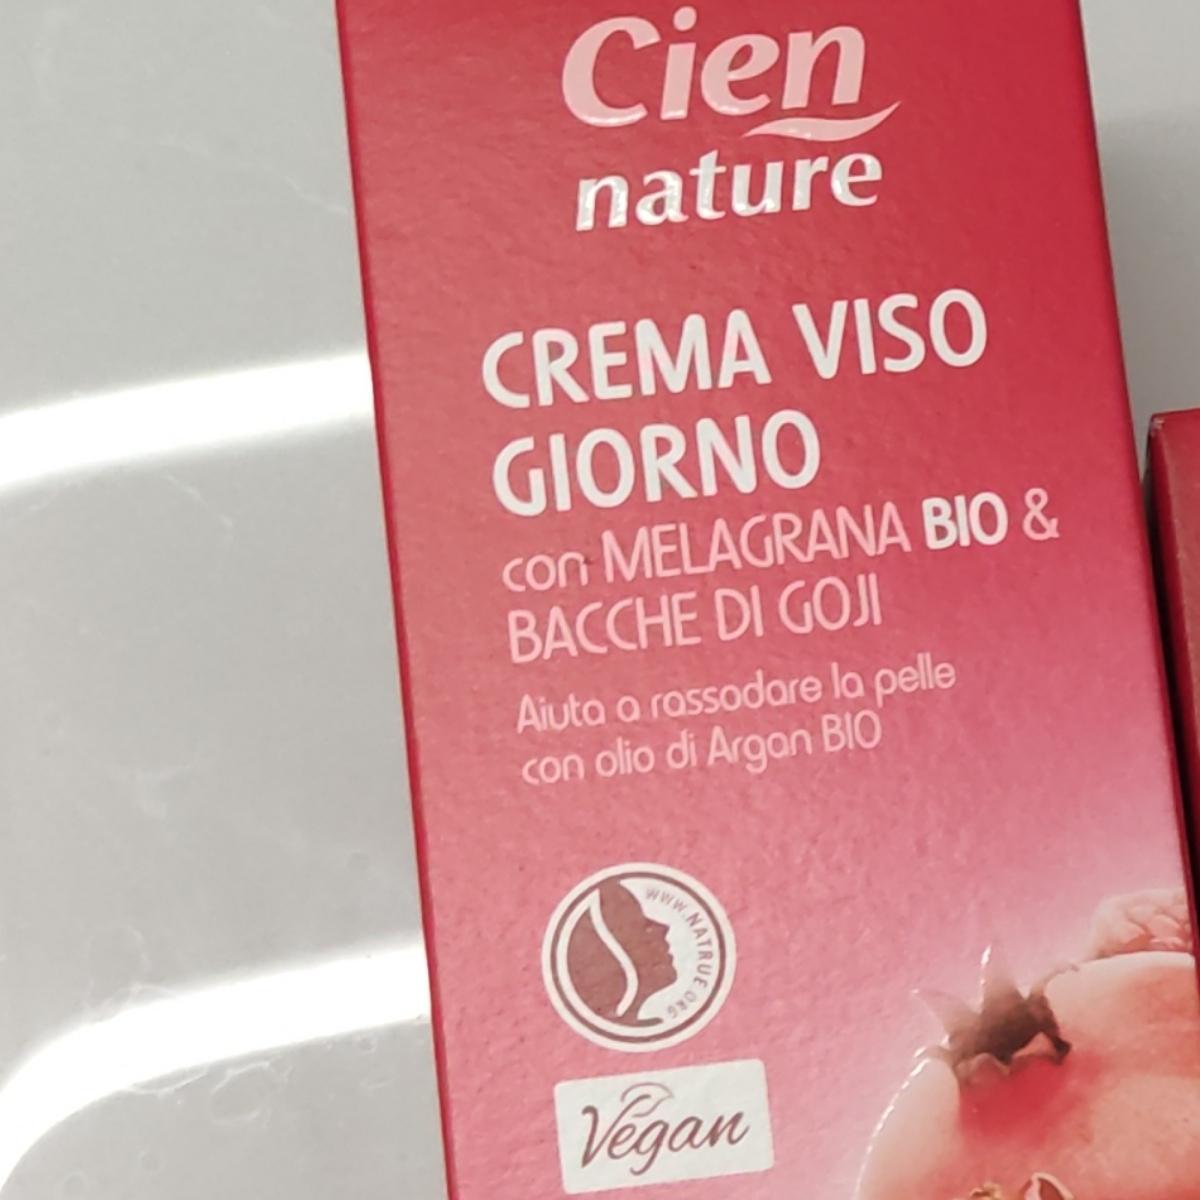 Cien
nature
CREMA VISO
GIORNO
con MELAGRANA BIO &
BACCHE DI GOJI
Aiuta a rassodare la pelle
con olio di Argan BIO
WWW.NATRUE.ORG
Vegan